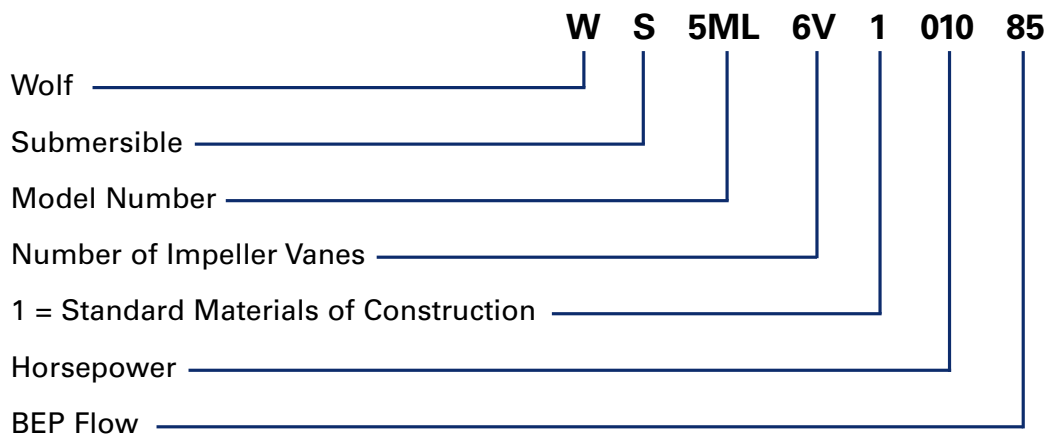 W S 5ML 6V 1 010 85
Wolf
Submersible
Model Number
Number of Impeller Vanes
1 = Standard Materials of Construction
Horsepower
BEP Flow